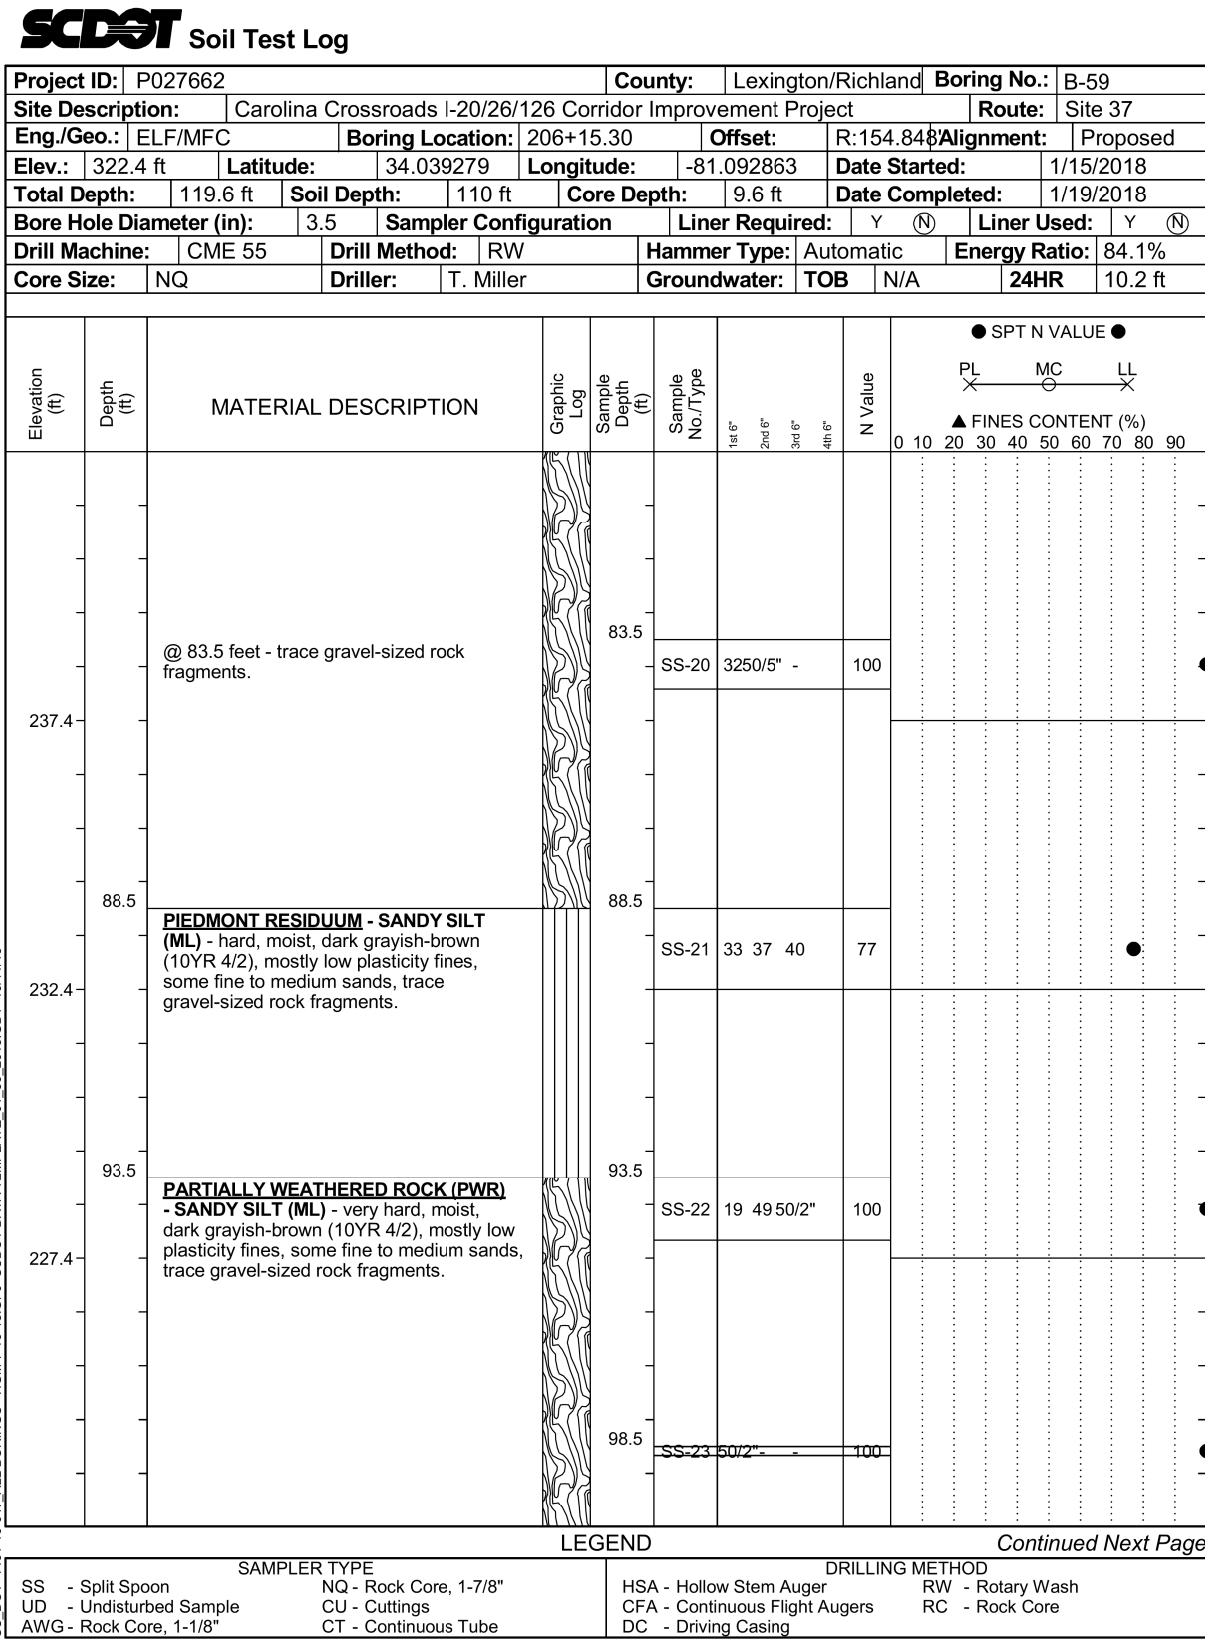 SCDOT Soil Test Log
Project ID: P027662 County: Lexington/Richland Boring No.: B-59
Site Description: Carolina Crossroads I-20/26/126 Corridor Improvement Project Route: Site 37
Eng./Geo.: ELF/MFC Boring Location: 206+15.30 Offset: R:154.848' Alignment: Proposed
Elev.: 322.4 ft Latitude: 34.039279 Longitude: -81.092863 Date Started: 1/15/2018
Total Depth: 119.6 ft Soil Depth: 110 ft Core Depth: 9.6 ft Date Completed: 1/19/2018
Bore Hole Diameter (in): 3.5 Sampler Configuration Liner Required: Y N Liner Used: Y N
Drill Machine: CME 55 Drill Method: RW Hammer Type: Automatic Energy Ratio: 84.1%
Core Size: NQ Driller: T. Miller Groundwater: TOB N/A 24HR 10.2 ft
Elevation (ft) Depth (ft) MATERIAL DESCRIPTION Graphic Log Sample Depth (ft) Sample No./Type 1st 6" 2nd 6" 3rd 6" 4th 6" N Value
SPT N VALUE
PL MC LL
FINES CONTENT (%)
0 10 20 30 40 50 60 70 80 90
83.5
@ 83.5 feet - trace gravel-sized rock
fragments.
SS-20 32 50/5" - 100
237.4
88.5 88.5
PIEDMONT RESIDUUM - SANDY SILT
(ML) - hard, moist, dark grayish-brown
(10YR 4/2), mostly low plasticity fines,
some fine to medium sands, trace
gravel-sized rock fragments.
SS-21 33 37 40 77
232.4
93.5 93.5
PARTIALLY WEATHERED ROCK (PWR)
- SANDY SILT (ML) - very hard, moist,
dark grayish-brown (10YR 4/2), mostly low
plasticity fines, some fine to medium sands,
trace gravel-sized rock fragments.
SS-22 19 49 50/2" 100
227.4
98.5
SS-23 50/2" - - 100
LEGEND
Continued Next Page
SAMPLER TYPE
SS - Split Spoon NQ - Rock Core, 1-7/8"
UD - Undisturbed Sample CU - Cuttings
AWG - Rock Core, 1-1/8" CT - Continuous Tube
DRILLING METHOD
HSA - Hollow Stem Auger RW - Rotary Wash
CFA - Continuous Flight Augers RC - Rock Core
DC - Driving Casing